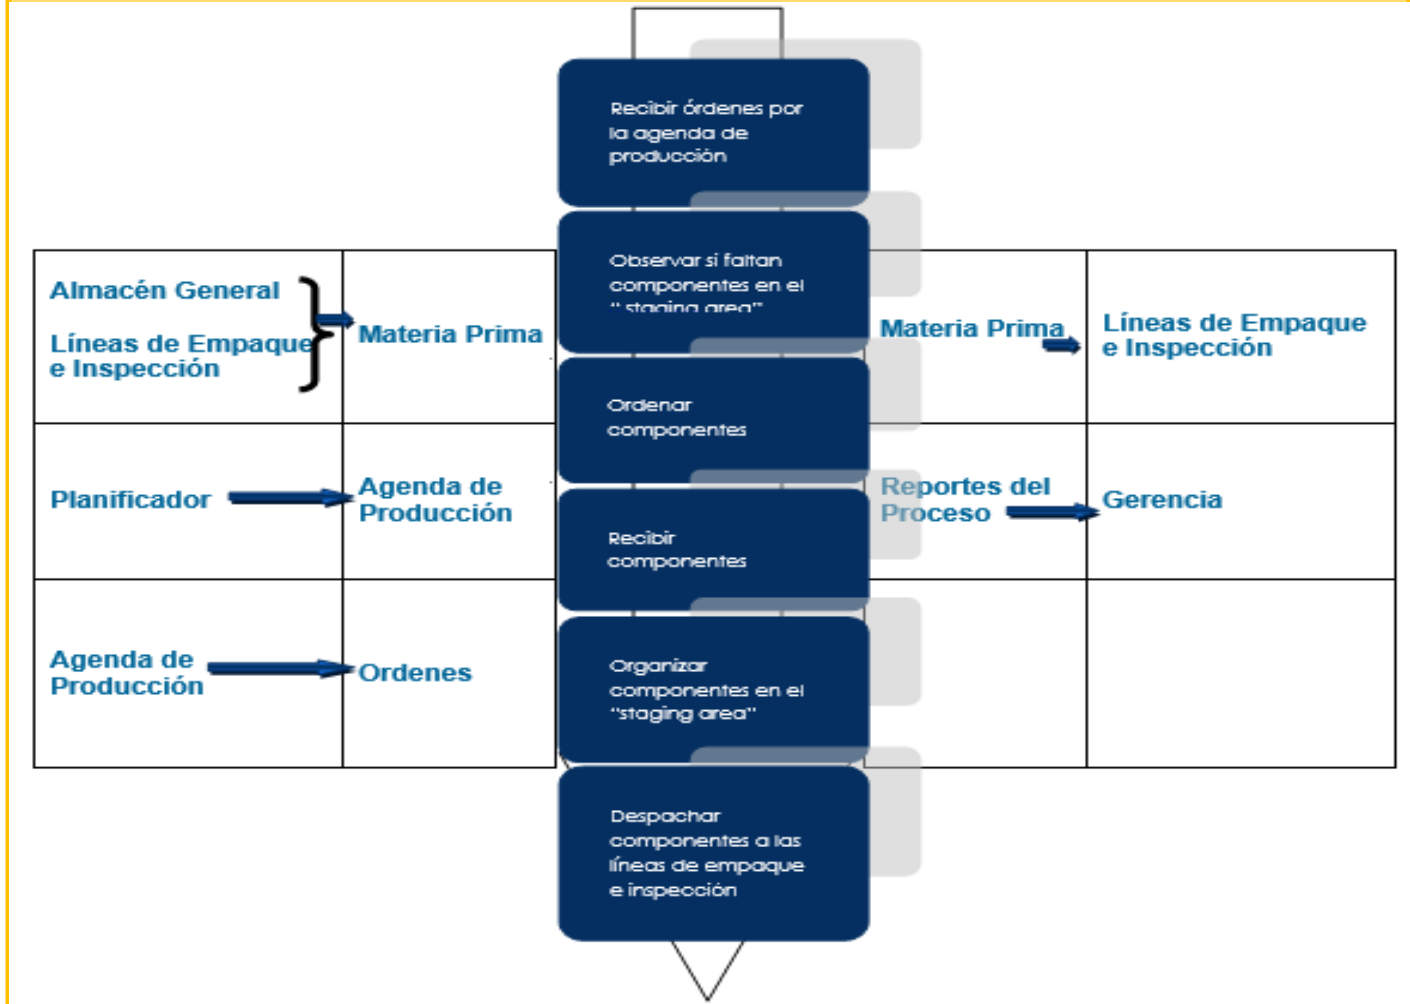 Recibir órdenes por
la agenda de
producción
Observar si faltan
componentes en el
“ staging area”
Ordenar
componentes
Recibir
componentes
Organizar
componentes en el
“staging area”
Despachar
componentes a las
líneas de empaque
e inspección
Almacén General
Líneas de Empaque
e Inspección
Materia Prima
Planificador
Agenda de
Producción
Agenda de
Producción
Ordenes
Materia Prima
Líneas de Empaque
e Inspección
Reportes del
Proceso
Gerencia